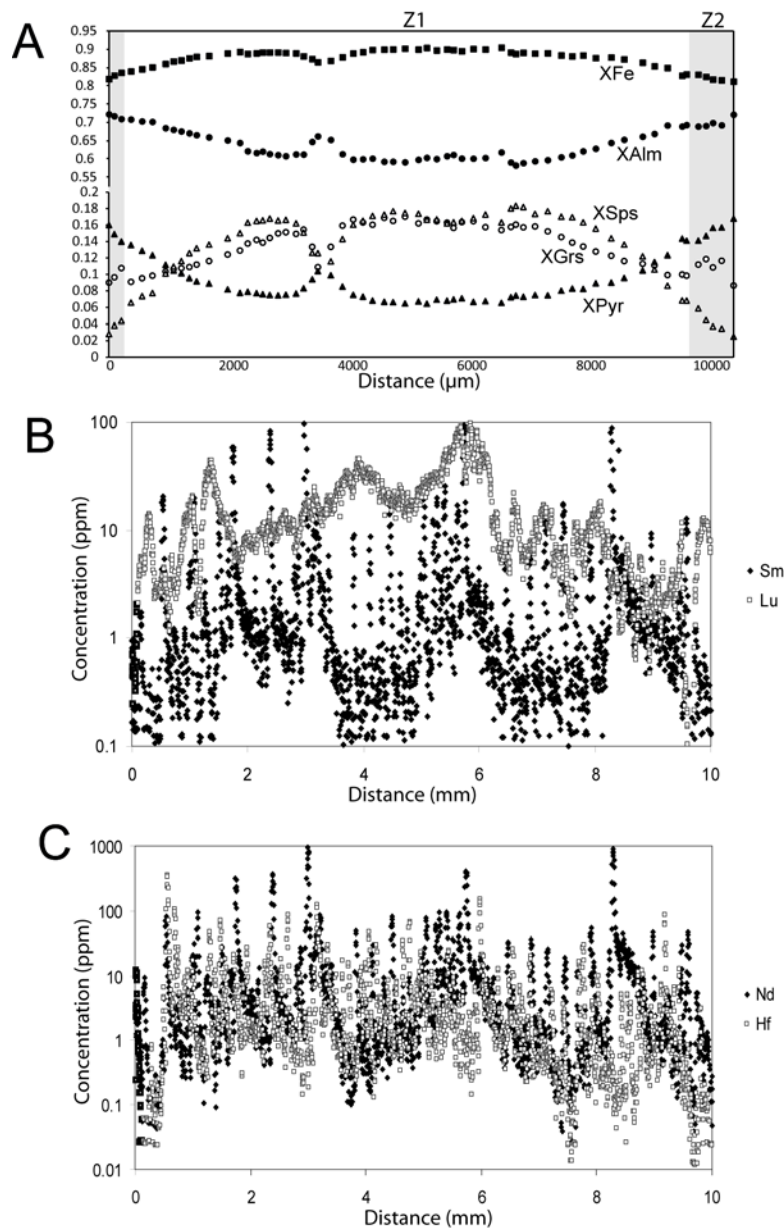 A
Z1
Z2
0.95
0.9
0.85
0.8
0.75
0.7
0.65
0.6
0.55
0.2
0.16
0.12
0.1
0.08
0.06
0.04
0.02
0
XFe
XAlm
XSps
XGrs
XPyr
0
2000
4000
6000
8000
10000
Distance (μm)
B
Concentration (ppm)
100
10
1
0.1
0
2
4
6
8
10
Distance (mm)
Sm
Lu
C
Concentration (ppm)
1000
100
10
1
0.1
0.01
0
2
4
6
8
10
Distance (mm)
Nd
Hf